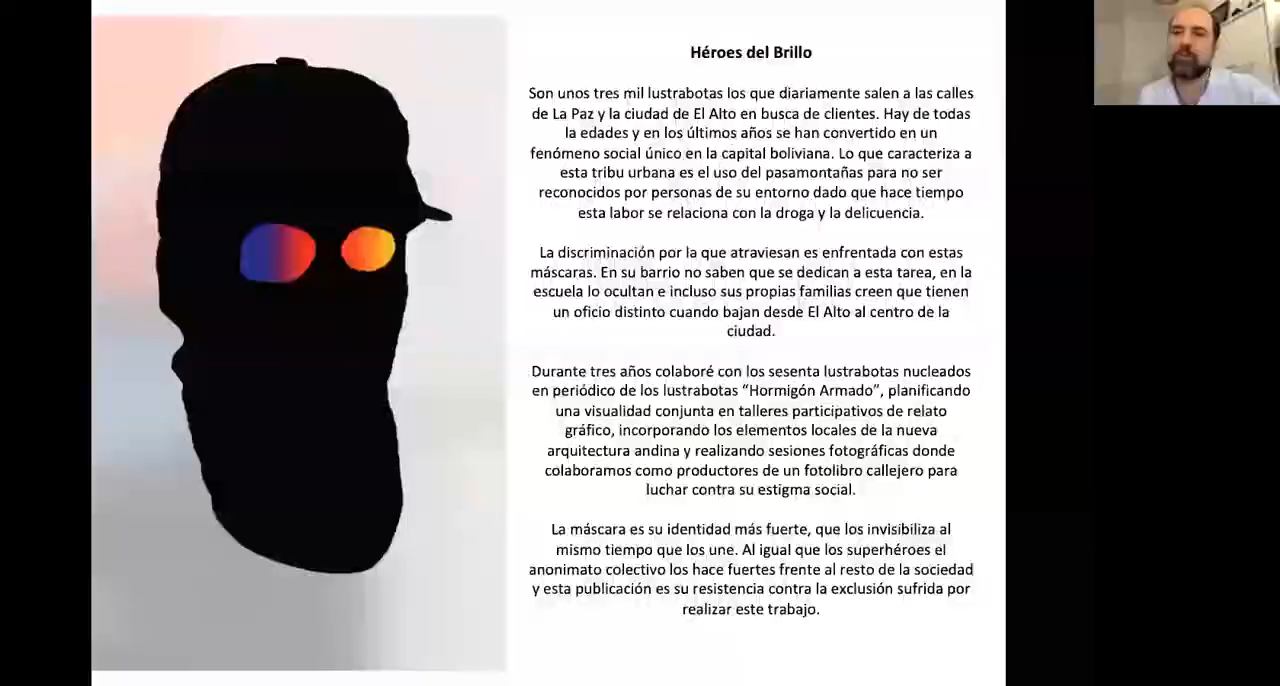 Héroes del Brillo
Son unos tres mil lustrabotas los que diariamente salen a las calles
de La Paz y la ciudad de El Alto en busca de clientes. Hay de todas
la edades y en los últimos años se han convertido en un
fenómeno social único en la capital boliviana. Lo que caracteriza a
esta tribu urbana es el uso del pasamontañas para no ser
reconocidos por personas de su entorno dado que hace tiempo
esta labor se relaciona con la droga y la delicuencia.
La discriminación por la que atraviesan es enfrentada con estas
máscaras. En su barrio no saben que se dedican a esta tarea, en la
escuela lo ocultan e incluso sus propias familias creen que tienen
un oficio distinto cuando bajan desde El Alto al centro de la
ciudad.
Durante tres años colaboré con los sesenta lustrabotas nucleados
en periódico de los lustrabotas “Hormigón Armado”, planificando
una visualidad conjunta en talleres participativos de relato
gráfico, incorporando los elementos locales de la nueva
arquitectura andina y realizando sesiones fotográficas donde
colaboramos como productores de un fotolibro callejero para
luchar contra su estigma social.
La máscara es su identidad más fuerte, que los invisibiliza al
mismo tiempo que los une. Al igual que los superhéroes el
anonimato colectivo los hace fuertes frente al resto de la sociedad
y esta publicación es su resistencia contra la exclusión sufrida por
realizar este trabajo.